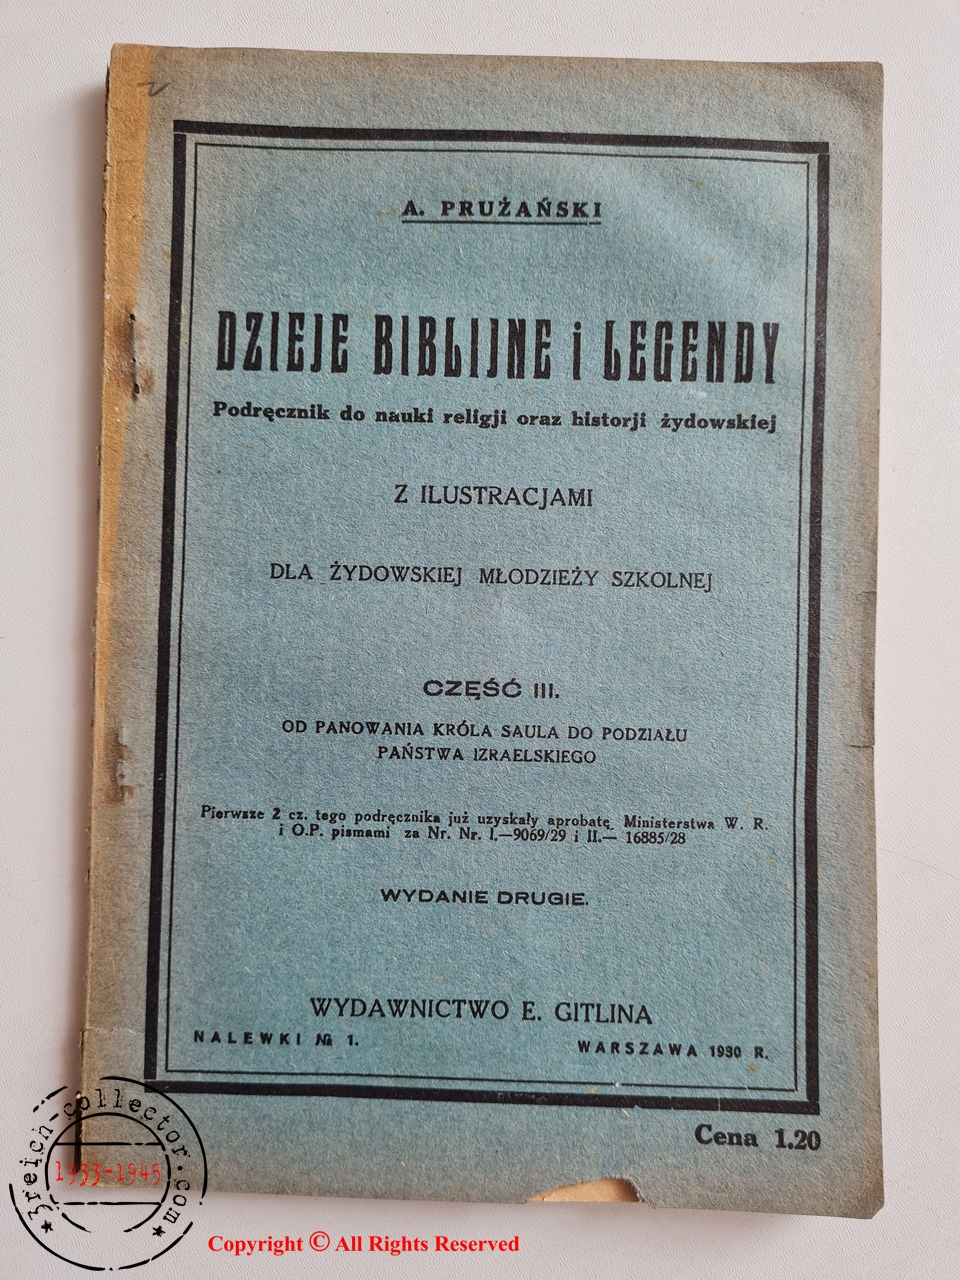 A. PRUŻAŃSKI
DZIEJE BIBLIJNE i LEGENDY
Podręcznik do nauki religji oraz historji żydowskiej
Z ILUSTRACJAMI
DLA ŻYDOWSKIEJ MŁODZIEŻY SZKOLNEJ
CZĘŚĆ III.
OD PANOWANIA KRÓLA SAULA DO PODZIAŁU
PAŃSTWA IZRAELSKIEGO
Pierwsze 2 cz. tego podręcznika już uzyskały aprobatę Ministerstwa W. R.
i O.P. pismami za Nr. Nr. I.—9069/29 i II.— 16885/28
WYDANIE DRUGIE.
WYDAWNICTWO E. GITLINA
NALEWKI № 1. WARSZAWA 1930 R.
Cena 1.20
3reich-collector.com
1933-1945
Copyright © All Rights Reserved